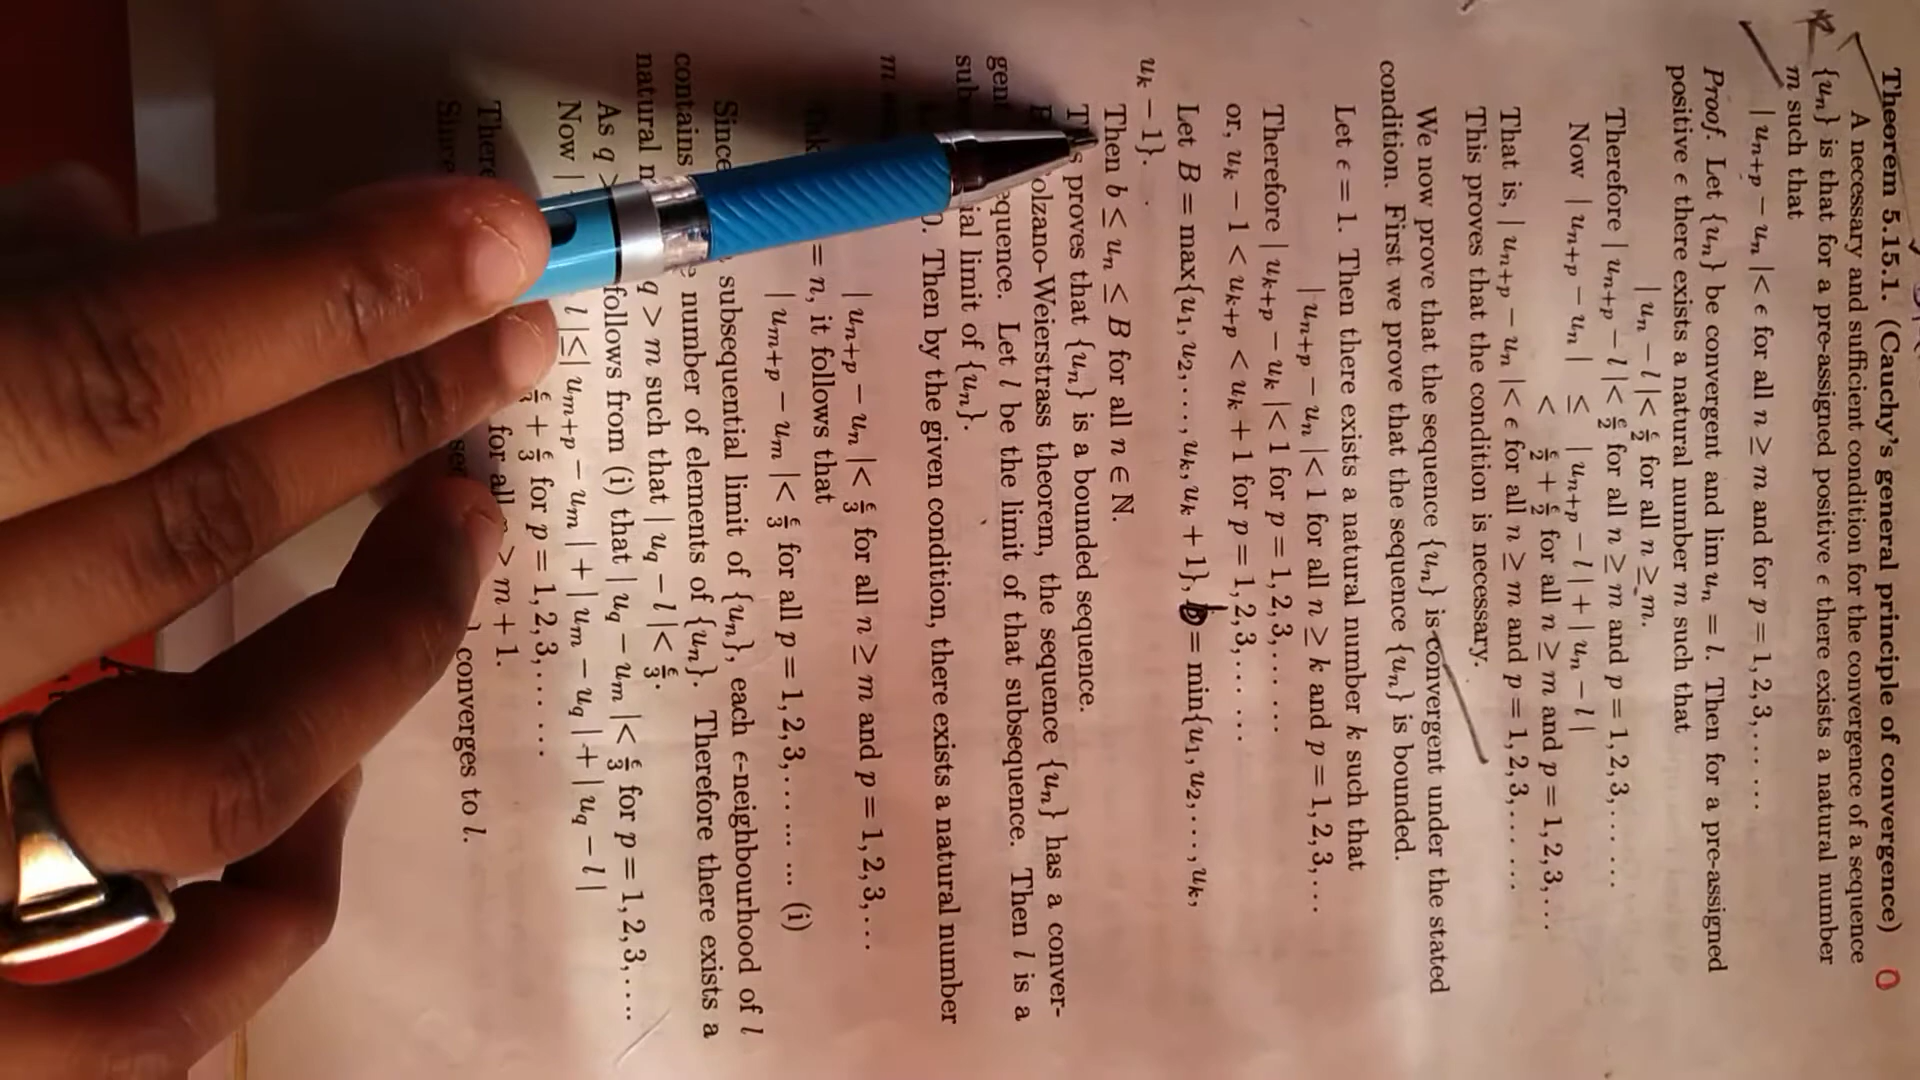 Theorem 5.15.1. (Cauchy's general principle of convergence)
A necessary and sufficient condition for the convergence of a sequence
{uₙ} is that for a pre-assigned positive ϵ there exists a natural number
m such that
| uₙ₊ₚ − uₙ |< ϵ for all n ≥ m and for p = 1, 2, 3, ... ...
Proof. Let {uₙ} be convergent and lim uₙ = l. Then for a pre-assigned
positive ϵ there exists a natural number m such that
| uₙ − l |< ϵ/2 for all n ≥ m.
Therefore | uₙ₊ₚ − l |< ϵ/2 for all n ≥ m and p = 1, 2, 3, ... ...
Now | uₙ₊ₚ − uₙ | ≤ | uₙ₊ₚ − l | + | uₙ − l |
< ϵ/2 + ϵ/2 for all n ≥ m and p = 1, 2, 3, ...
That is, | uₙ₊ₚ − uₙ |< ϵ for all n ≥ m and p = 1, 2, 3, ... ...
This proves that the condition is necessary.
We now prove that the sequence {uₙ} is convergent under the stated
condition. First we prove that the sequence {uₙ} is bounded.
Let ϵ = 1. Then there exists a natural number k such that
| uₙ₊ₚ − uₙ |< 1 for all n ≥ k and p = 1, 2, 3, ...
Therefore | uₖ₊ₚ − uₖ |< 1 for p = 1, 2, 3, ... ...
or, uₖ − 1 < uₖ₊ₚ < uₖ + 1 for p = 1, 2, 3, ... ...
Let B = max{u₁, u₂, ..., uₖ, uₖ + 1}, b = min{u₁, u₂, ..., uₖ,
uₖ − 1}.
Then b ≤ uₙ ≤ B for all n ∈ ℕ.
proves that {uₙ} is a bounded sequence.
olzano-Weierstrass theorem, the sequence {uₙ} has a conver-
gen equence. Let l be the limit of that subsequence. Then l is a
sub ial limit of {uₙ}.
0. Then by the given condition, there exists a natural number
m
| uₙ₊ₚ − uₙ |< ϵ/3 for all n ≥ m and p = 1, 2, 3, ...
= n, it follows that
| uₘ₊ₚ − uₘ |< ϵ/3 for all p = 1, 2, 3, ... ... ... (i)
Since subsequential limit of {uₙ}, each ϵ-neighbourhood of l
contains number of elements of {uₙ}. Therefore there exists a
natural q > m such that | u_q − l |< ϵ/3.
As q > follows from (i) that | u_q − uₘ |< ϵ/3 for p = 1, 2, 3, ....
Now | l |≤| uₘ₊ₚ − uₘ | + | uₘ − u_q | + | u_q − l |
ϵ/3 + ϵ/3 for p = 1, 2, 3, ... ...
There for all > m + 1.
Since converges to l.